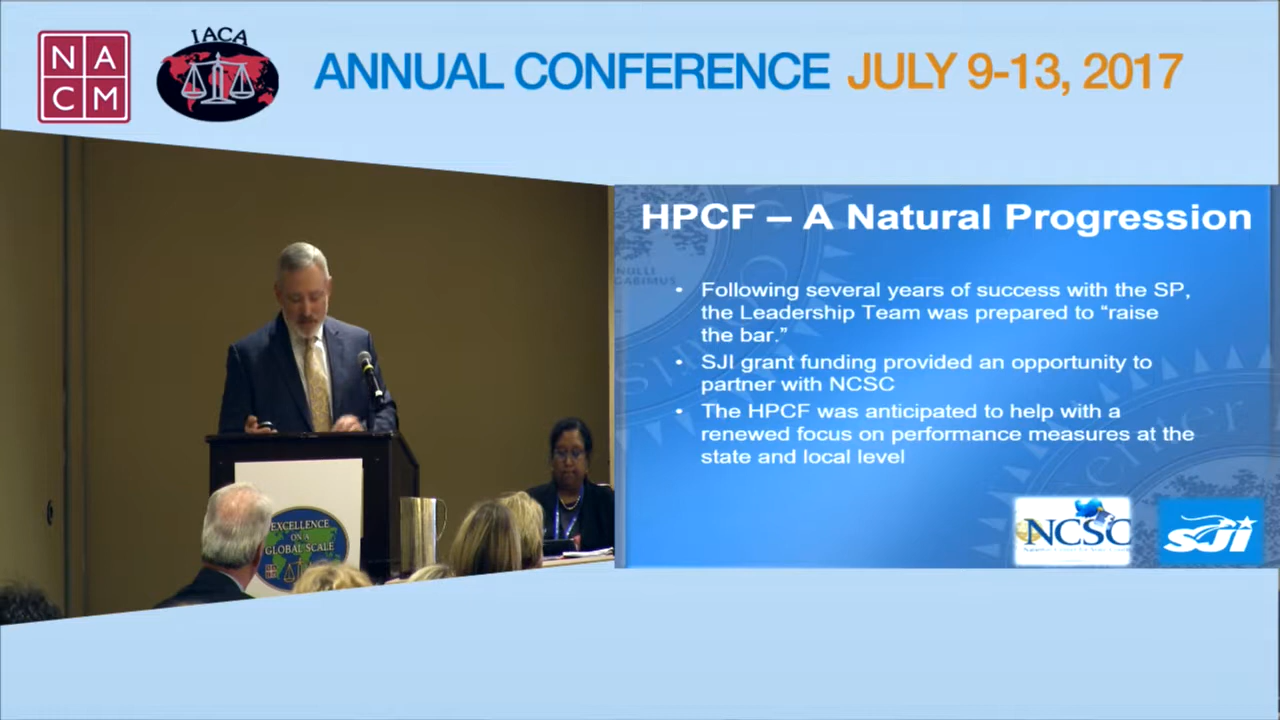 NA
CM
IACA
ANNUAL CONFERENCE JULY 9-13, 2017
HPCF – A Natural Progression
NULLI
• Following several years of success with the SP,
the Leadership Team was prepared to “raise
the bar.”
• SJI grant funding provided an opportunity to
partner with NCSC
• The HPCF was anticipated to help with a
renewed focus on performance measures at the
state and local level
EXCELLENCE
ON A
GLOBAL SCALE
NCSC
SJI